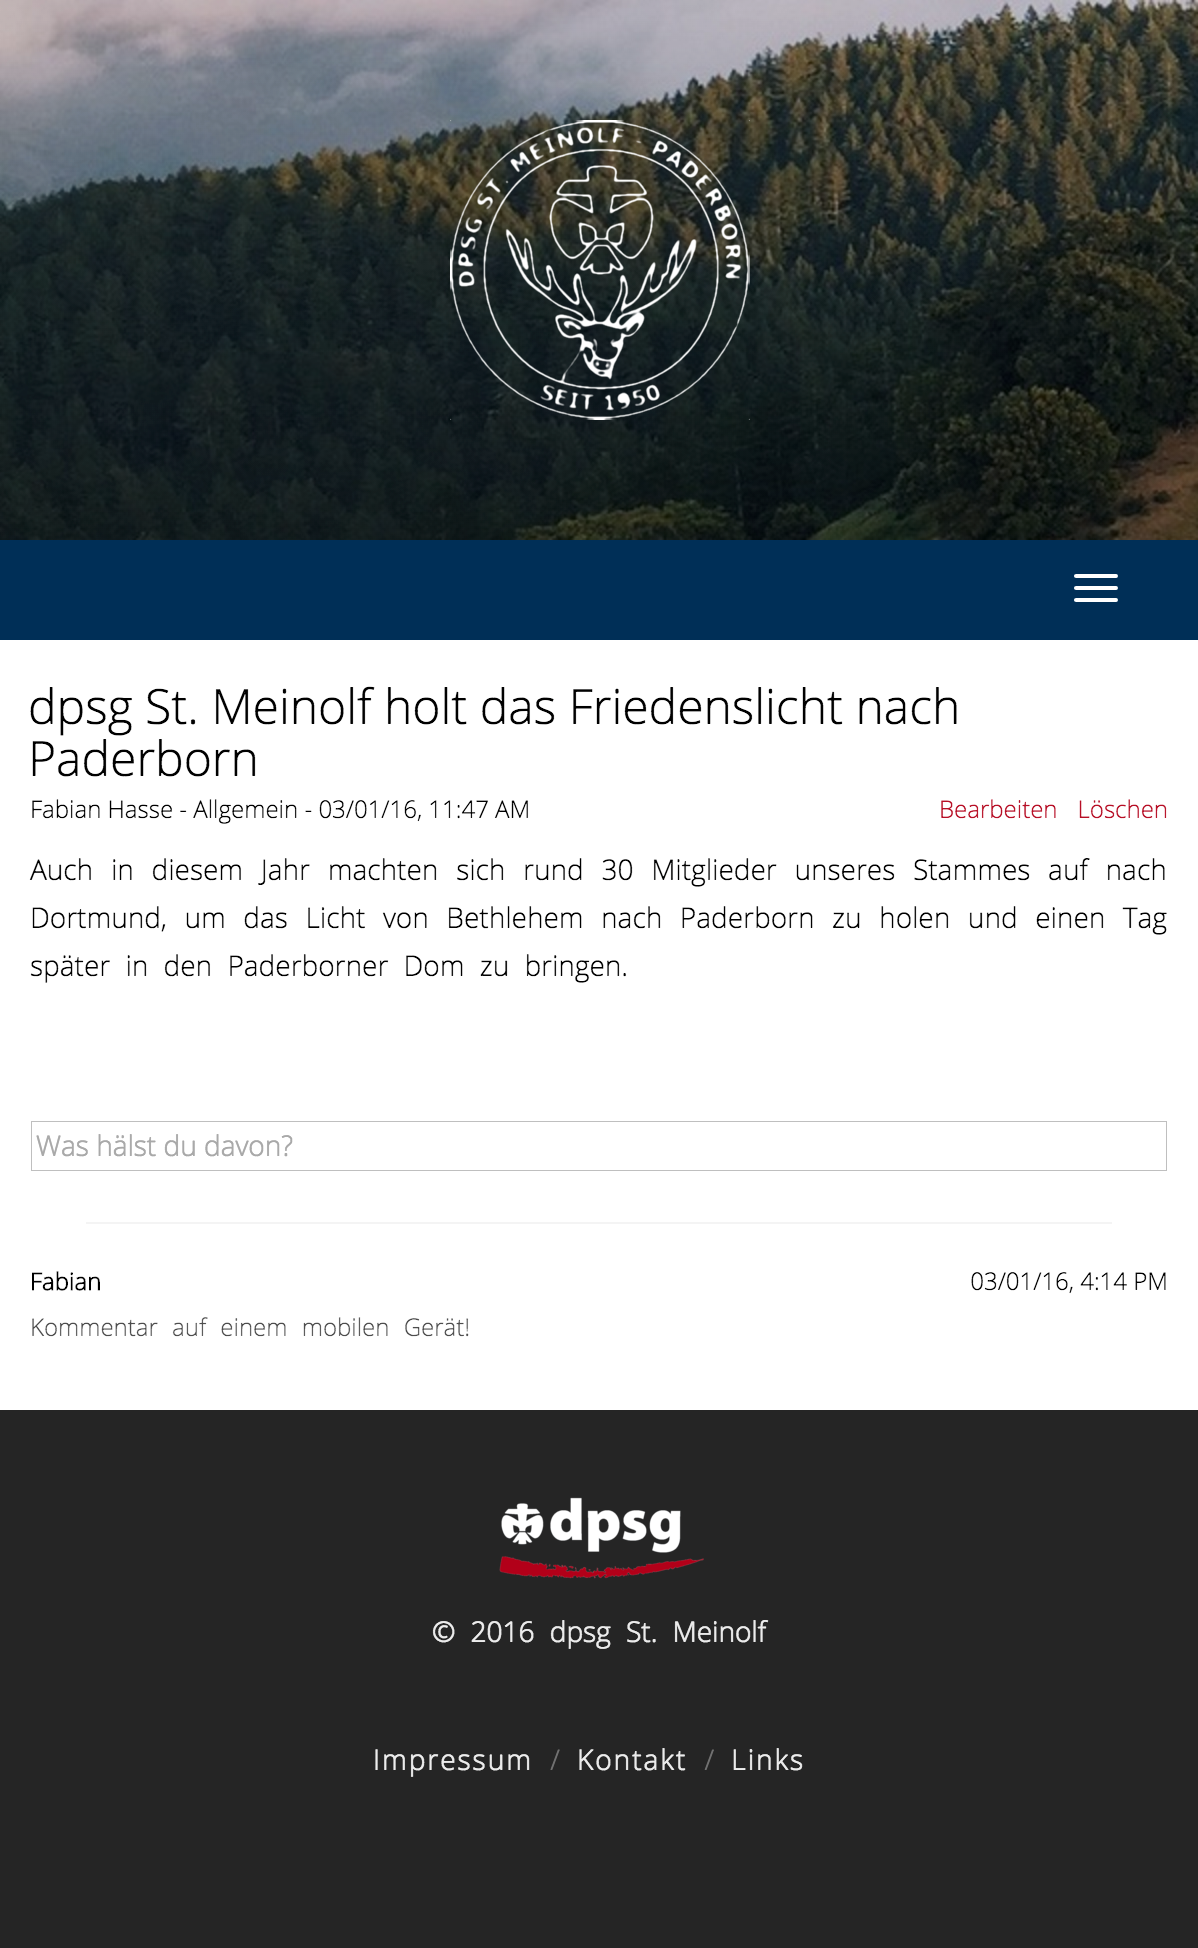 DPSG ST. MEINOLF - PADERBORN
SEIT 1950
dpsg St. Meinolf holt das Friedenslicht nach
Paderborn
Fabian Hasse - Allgemein - 03/01/16, 11:47 AM
Bearbeiten Löschen
Auch in diesem Jahr machten sich rund 30 Mitglieder unseres Stammes auf nach
Dortmund, um das Licht von Bethlehem nach Paderborn zu holen und einen Tag
später in den Paderborner Dom zu bringen.
Was hälst du davon?
Fabian
03/01/16, 4:14 PM
Kommentar auf einem mobilen Gerät!
dpsg
© 2016 dpsg St. Meinolf
Impressum / Kontakt / Links